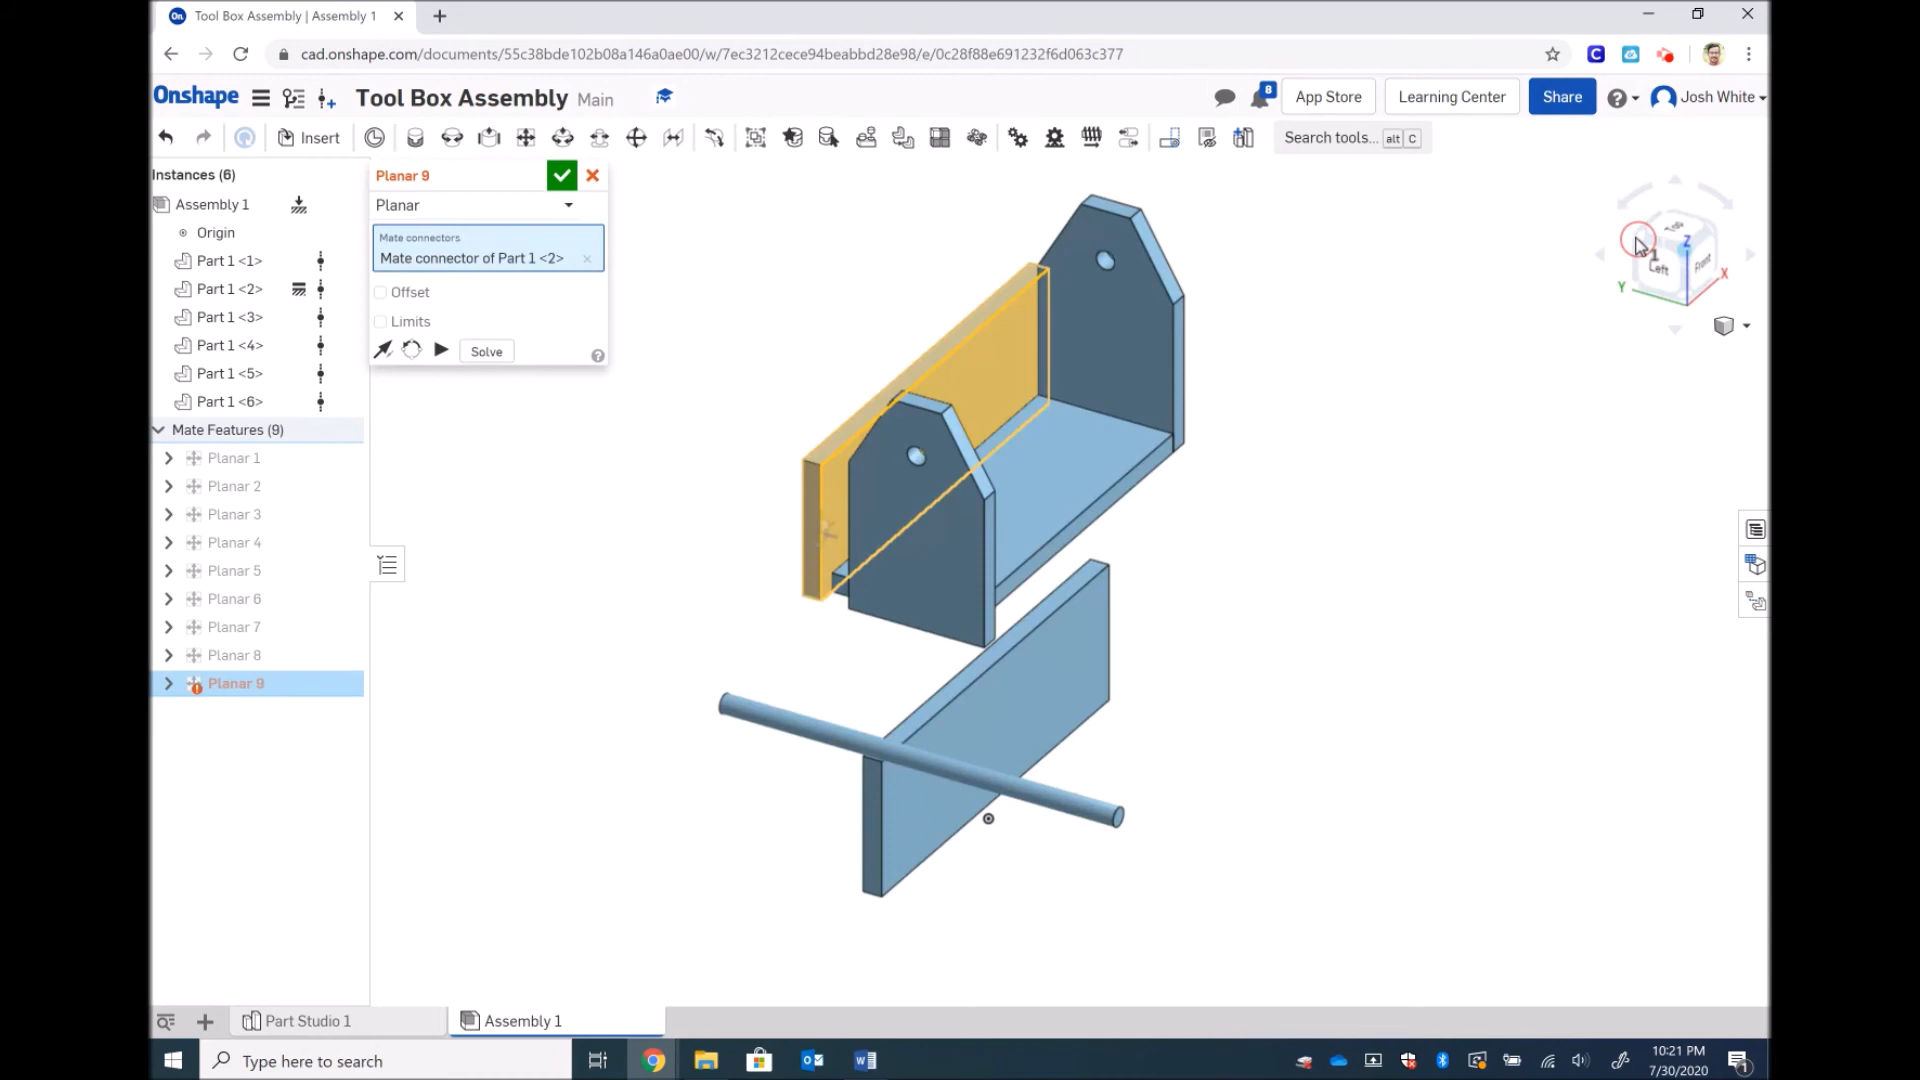 On Tool Box Assembly | Assembly 1
cad.onshape.com/documents/55c38bde102b08a146a0ae00/w/7ec3212cece94beabbd28e98/e/0c28f88e691232f6d063c377
C
Onshape Tool Box Assembly Main
8
App Store
Learning Center
Share
Josh White
Insert
Search tools... alt C
Instances (6)
Assembly 1
Origin
Part 1 <1>
Part 1 <2>
Part 1 <3>
Part 1 <4>
Part 1 <5>
Part 1 <6>
Mate Features (9)
Planar 1
Planar 2
Planar 3
Planar 4
Planar 5
Planar 6
Planar 7
Planar 8
Planar 9
Planar 9
Planar
Mate connectors
Mate connector of Part 1 <2>
Offset
Limits
Solve
Top
Z
1
Left
Front
X
Y
Part Studio 1
Assembly 1
Type here to search
10:21 PM
7/30/2020
1